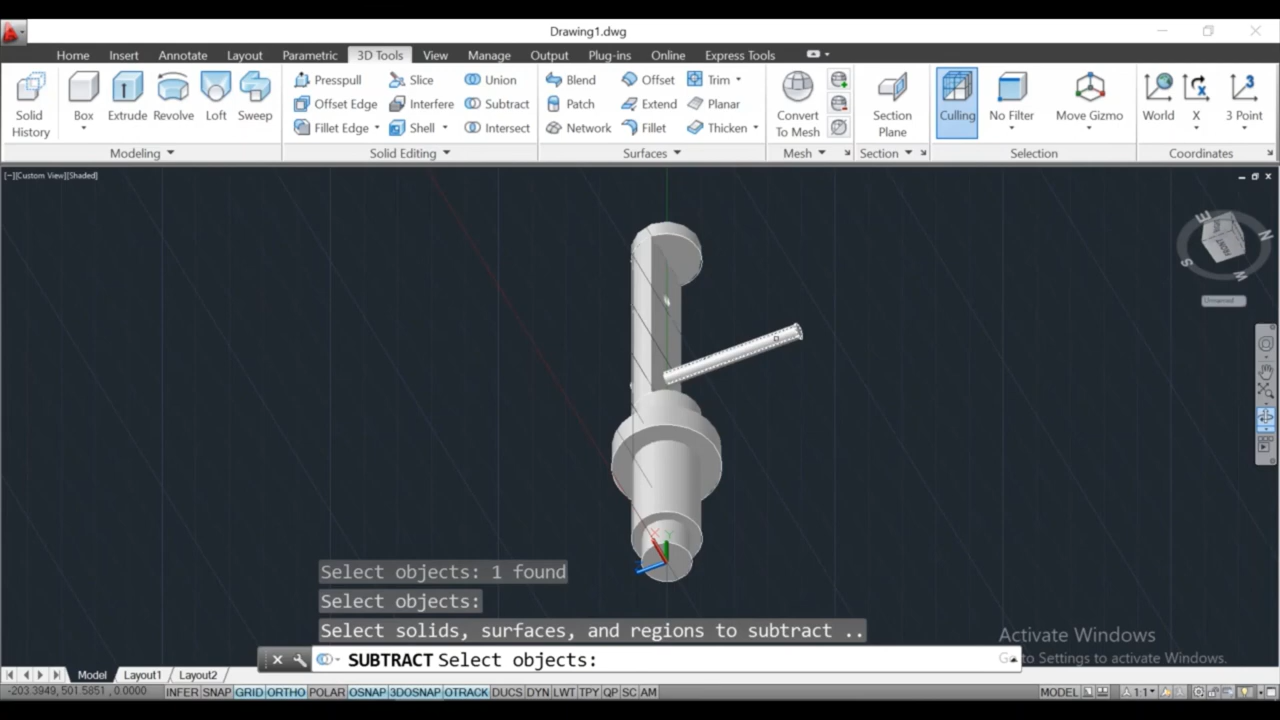 Drawing1.dwg
Home Insert Annotate Layout Parametric 3D Tools View Manage Output Plug-ins Online Express Tools
Presspull Slice Union Blend Offset Trim
Offset Edge Interfere Subtract Patch Extend Planar
Fillet Edge Shell Intersect Network Fillet Thicken
Solid History Box Extrude Revolve Loft Sweep Convert To Mesh Section Plane Culling No Filter Move Gizmo World X 3 Point
Modeling Solid Editing Surfaces Mesh Section Selection Coordinates
[−][Custom View][Shaded]
E N
FRONT
S W
Unnamed
X Y
Select objects: 1 found
Select objects:
Select solids, surfaces, and regions to subtract ..
SUBTRACT Select objects:
Activate Windows
Go to Settings to activate Windows.
Model Layout1 Layout2
-203.3949, 501.5851, 0.0000 INFER SNAP GRID ORTHO POLAR OSNAP 3DOSNAP OTRACK DUCS DYN LWT TPY QP SC AM MODEL 1:1